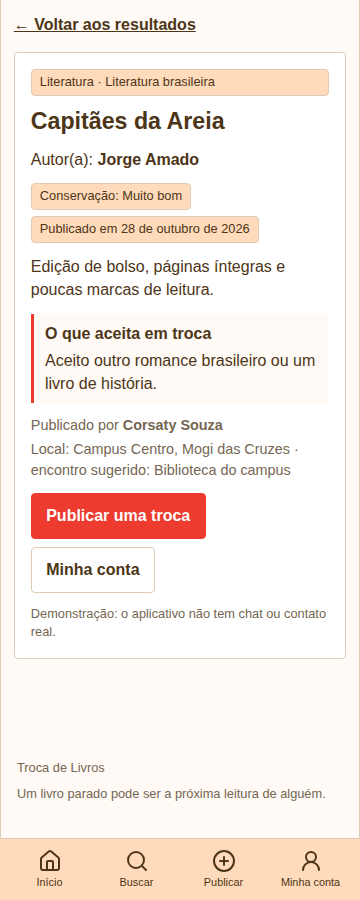 ← Voltar aos resultados
Literatura · Literatura brasileira
Capitães da Areia
Autor(a): Jorge Amado
Conservação: Muito bom
Publicado em 28 de outubro de 2026
Edição de bolso, páginas íntegras e
poucas marcas de leitura.
O que aceita em troca
Aceito outro romance brasileiro ou um
livro de história.
Publicado por Corsaty Souza
Local: Campus Centro, Mogi das Cruzes ·
encontro sugerido: Biblioteca do campus
Publicar uma troca
Minha conta
Demonstração: o aplicativo não tem chat ou contato
real.
Troca de Livros
Um livro parado pode ser a próxima leitura de alguém.
Início Buscar Publicar Minha conta